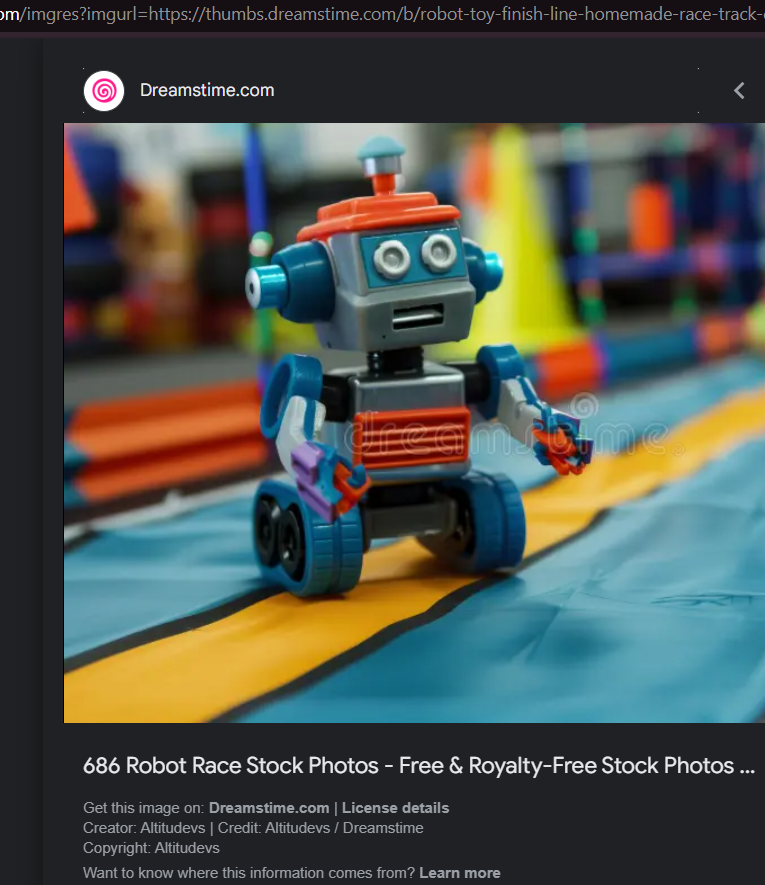 om/imgres?imgurl=https://thumbs.dreamstime.com/b/robot-toy-finish-line-homemade-race-track-
Dreamstime.com
dreamstime.
686 Robot Race Stock Photos - Free & Royalty-Free Stock Photos ...
Get this image on: Dreamstime.com | License details
Creator: Altitudevs | Credit: Altitudevs / Dreamstime
Copyright: Altitudevs
Want to know where this information comes from? Learn more